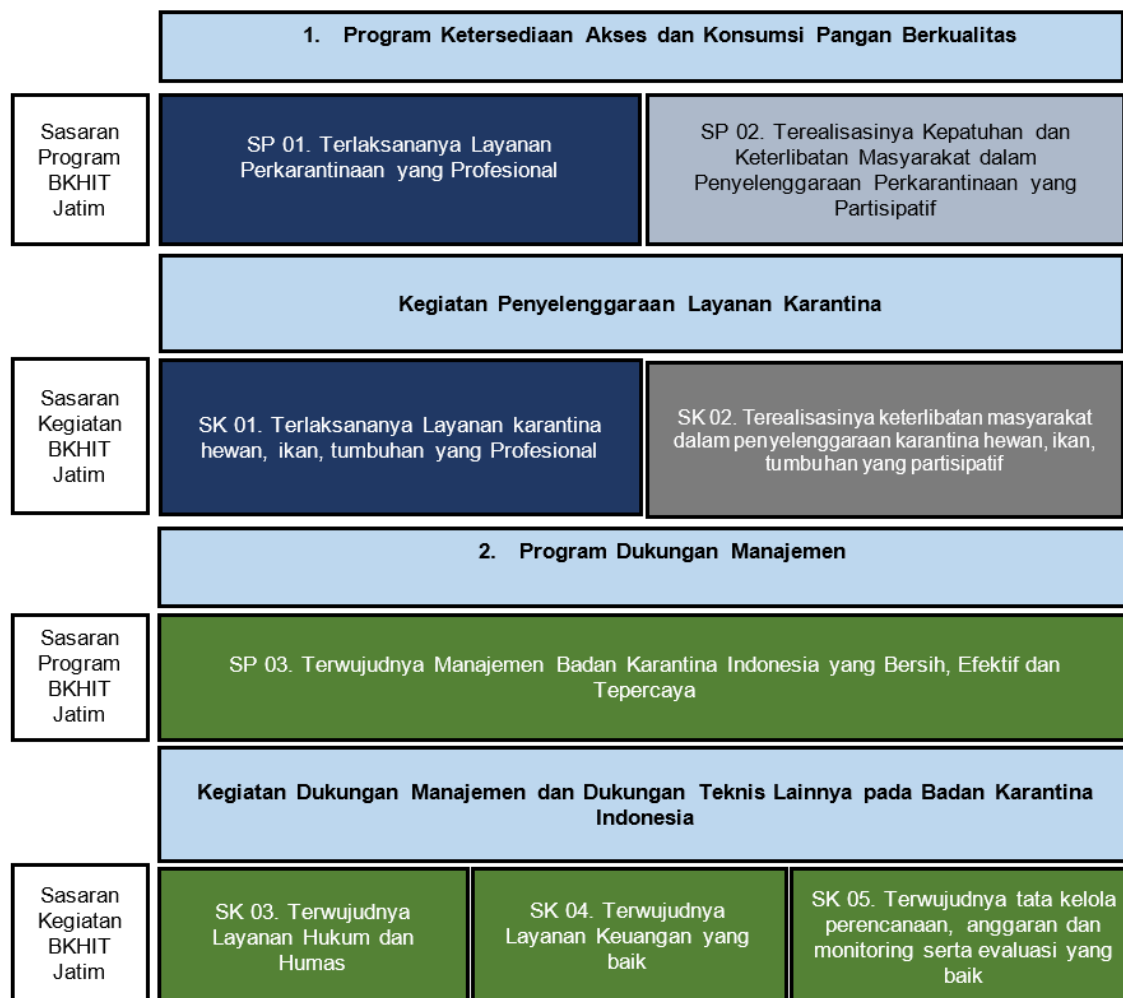 1. Program Ketersediaan Akses dan Konsumsi Pangan Berkualitas
Sasaran
Program
BKHIT
Jatim
SP 01. Terlaksananya Layanan
Perkarantinaan yang Profesional
SP 02. Terealisasinya Kepatuhan dan
Keterlibatan Masyarakat dalam
Penyelenggaraan Perkarantinaan yang
Partisipatif
Kegiatan Penyelenggaraan Layanan Karantina
Sasaran
Kegiatan
BKHIT
Jatim
SK 01. Terlaksananya Layanan karantina
hewan, ikan, tumbuhan yang Profesional
SK 02. Terealisasinya keterlibatan masyarakat
dalam penyelenggaraan karantina hewan, ikan,
tumbuhan yang partisipatif
2. Program Dukungan Manajemen
Sasaran
Program
BKHIT
Jatim
SP 03. Terwujudnya Manajemen Badan Karantina Indonesia yang Bersih, Efektif dan
Tepercaya
Kegiatan Dukungan Manajemen dan Dukungan Teknis Lainnya pada Badan Karantina
Indonesia
Sasaran
Kegiatan
BKHIT
Jatim
SK 03. Terwujudnya
Layanan Hukum dan
Humas
SK 04. Terwujudnya
Layanan Keuangan yang
baik
SK 05. Terwujudnya tata kelola
perencanaan, anggaran dan
monitoring serta evaluasi yang
baik